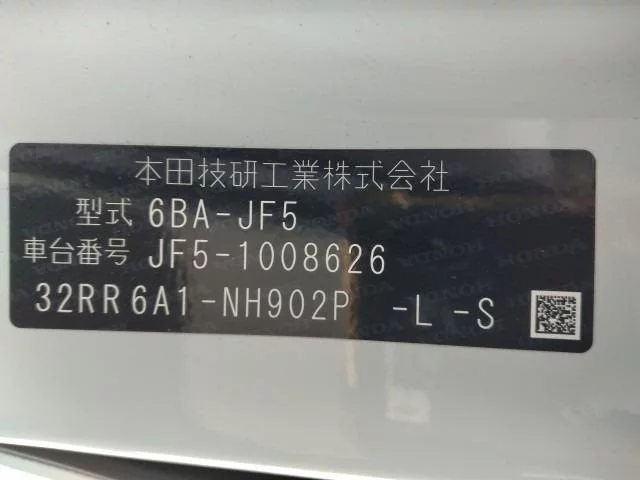 本田技研工業株式会社
型式 6BA-JF5
車台番号 JF5-1008626
32RR6A1-NH902P -L -S